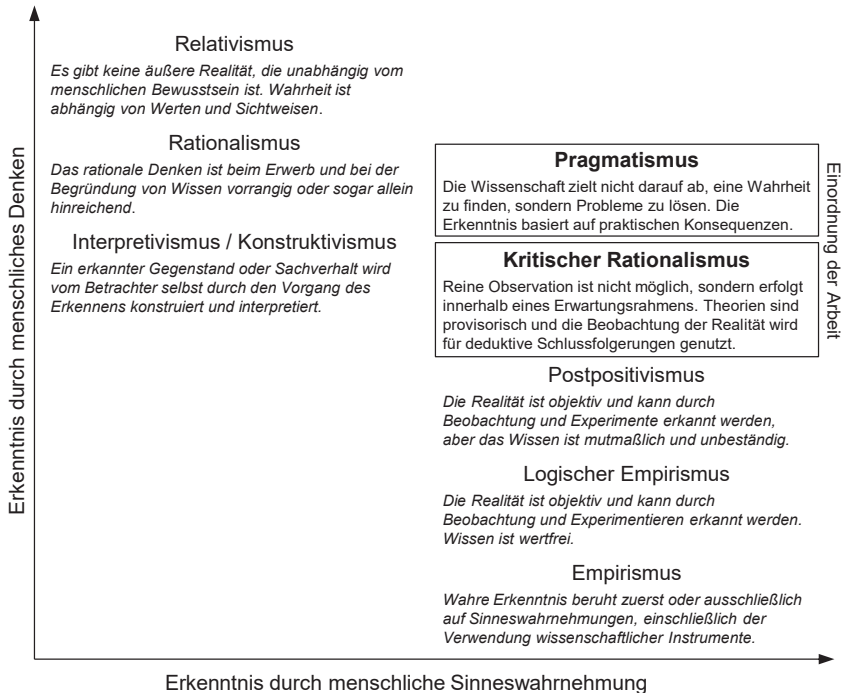 Erkenntnis durch menschliches Denken
Relativismus
Es gibt keine äußere Realität, die unabhängig vom
menschlichen Bewusstsein ist. Wahrheit ist
abhängig von Werten und Sichtweisen.
Rationalismus
Das rationale Denken ist beim Erwerb und bei der
Begründung von Wissen vorrangig oder sogar allein
hinreichend.
Interpretivismus / Konstruktivismus
Ein erkannter Gegenstand oder Sachverhalt wird
vom Betrachter selbst durch den Vorgang des
Erkennens konstruiert und interpretiert.
Pragmatismus
Die Wissenschaft zielt nicht darauf ab, eine Wahrheit
zu finden, sondern Probleme zu lösen. Die
Erkenntnis basiert auf praktischen Konsequenzen.
Kritischer Rationalismus
Reine Observation ist nicht möglich, sondern erfolgt
innerhalb eines Erwartungsrahmens. Theorien sind
provisorisch und die Beobachtung der Realität wird
für deduktive Schlussfolgerungen genutzt.
Einordnung der Arbeit
Postpositivismus
Die Realität ist objektiv und kann durch
Beobachtung und Experimente erkannt werden,
aber das Wissen ist mutmaßlich und unbeständig.
Logischer Empirismus
Die Realität ist objektiv und kann durch
Beobachtung und Experimentieren erkannt werden.
Wissen ist wertfrei.
Empirismus
Wahre Erkenntnis beruht zuerst oder ausschließlich
auf Sinneswahrnehmungen, einschließlich der
Verwendung wissenschaftlicher Instrumente.
Erkenntnis durch menschliche Sinneswahrnehmung